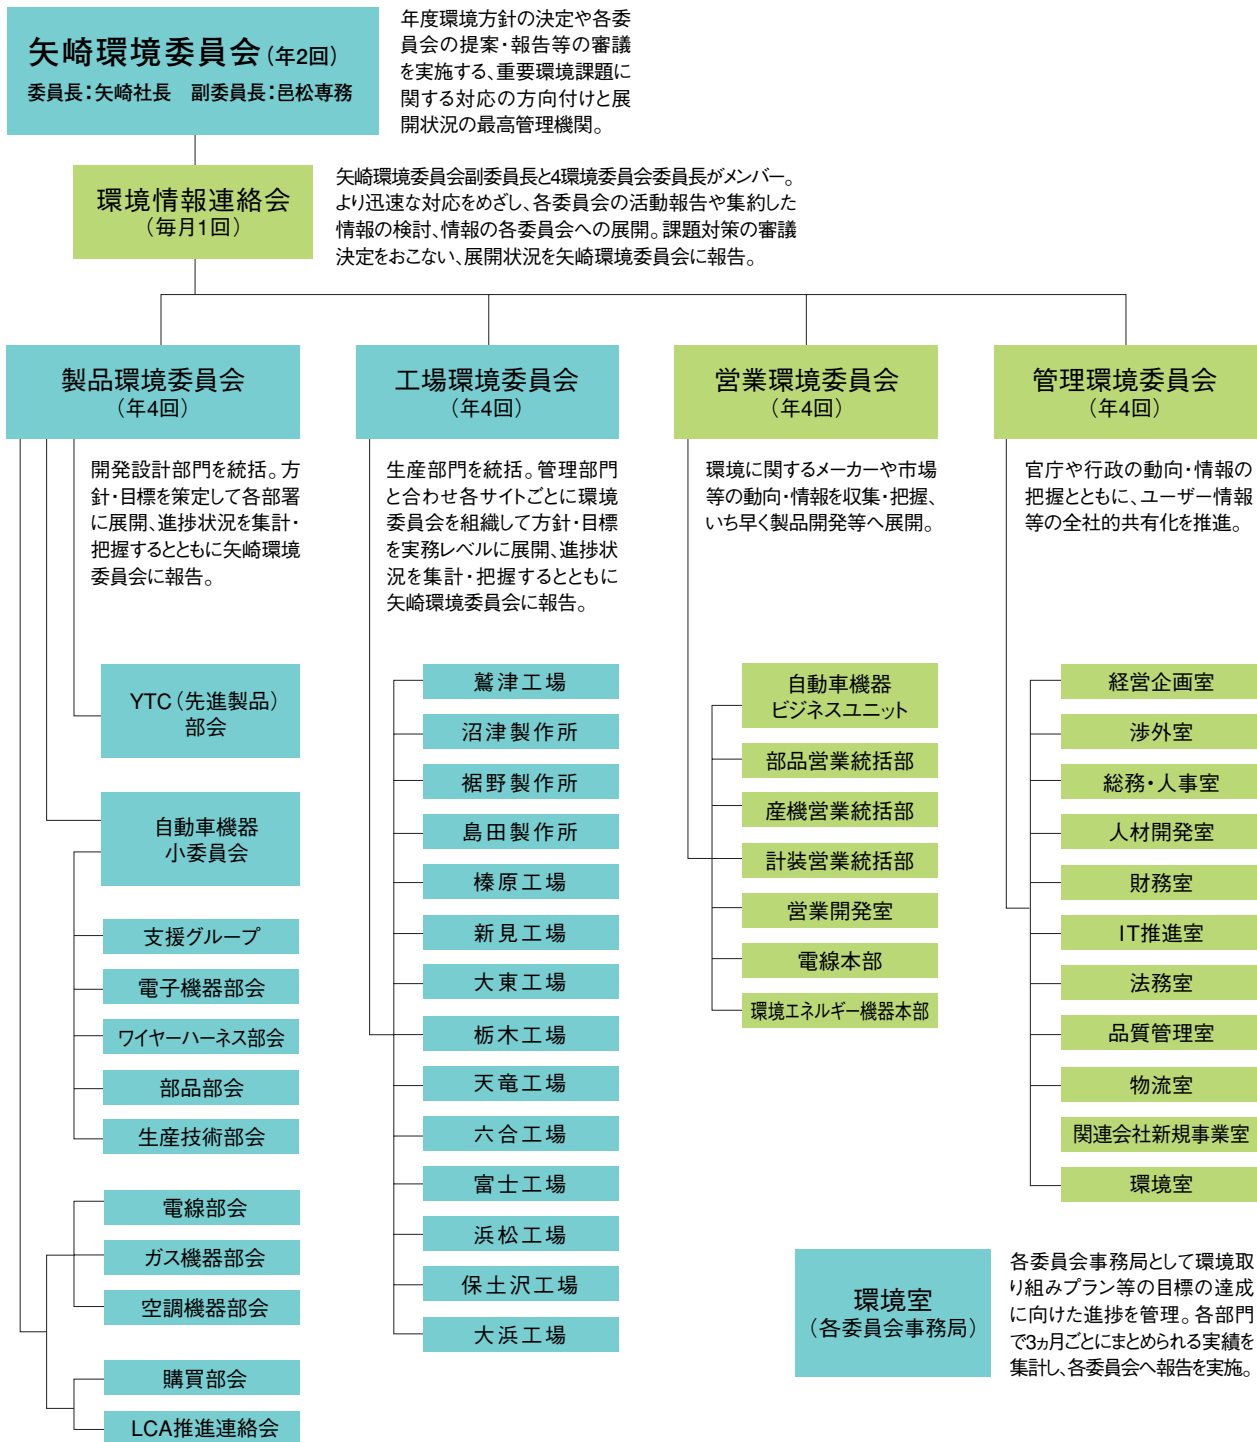 矢崎環境委員会(年2回)
委員長:矢崎社長 副委員長:邑松専務
年度環境方針の決定や各委
員会の提案・報告等の審議
を実施する、重要環境課題に
関する対応の方向付けと展
開状況の最高管理機関。
環境情報連絡会
(毎月1回)
矢崎環境委員会副委員長と4環境委員会委員長がメンバー。
より迅速な対応をめざし、各委員会の活動報告や集約した
情報の検討、情報の各委員会への展開。課題対策の審議
決定をおこない、展開状況を矢崎環境委員会に報告。
製品環境委員会
(年4回)
開発設計部門を統括。方
針・目標を策定して各部署
に展開、進捗状況を集計・
把握するとともに矢崎環境
委員会に報告。
YTC(先進製品)
部会
自動車機器
小委員会
支援グループ
電子機器部会
ワイヤーハーネス部会
部品部会
生産技術部会
電線部会
ガス機器部会
空調機器部会
購買部会
LCA推進連絡会
工場環境委員会
(年4回)
生産部門を統括。管理部門
と合わせ各サイトごとに環境
委員会を組織して方針・目標
を実務レベルに展開、進捗状
況を集計・把握するとともに
矢崎環境委員会に報告。
鷲津工場
沼津製作所
裾野製作所
島田製作所
榛原工場
新見工場
大東工場
栃木工場
天竜工場
六合工場
富士工場
浜松工場
保土沢工場
大浜工場
営業環境委員会
(年4回)
環境に関するメーカーや市場
等の動向・情報を収集・把握、
いち早く製品開発等へ展開。
自動車機器
ビジネスユニット
部品営業統括部
産機営業統括部
計装営業統括部
営業開発室
電線本部
環境エネルギー機器本部
管理環境委員会
(年4回)
官庁や行政の動向・情報の
把握とともに、ユーザー情報
等の全社的共有化を推進。
経営企画室
渉外室
総務・人事室
人材開発室
財務室
IT推進室
法務室
品質管理室
物流室
関連会社新規事業室
環境室
環境室
(各委員会事務局)
各委員会事務局として環境取
り組みプラン等の目標の達成
に向けた進捗を管理。各部門
で3ヵ月ごとにまとめられる実績を
集計し、各委員会へ報告を実施。